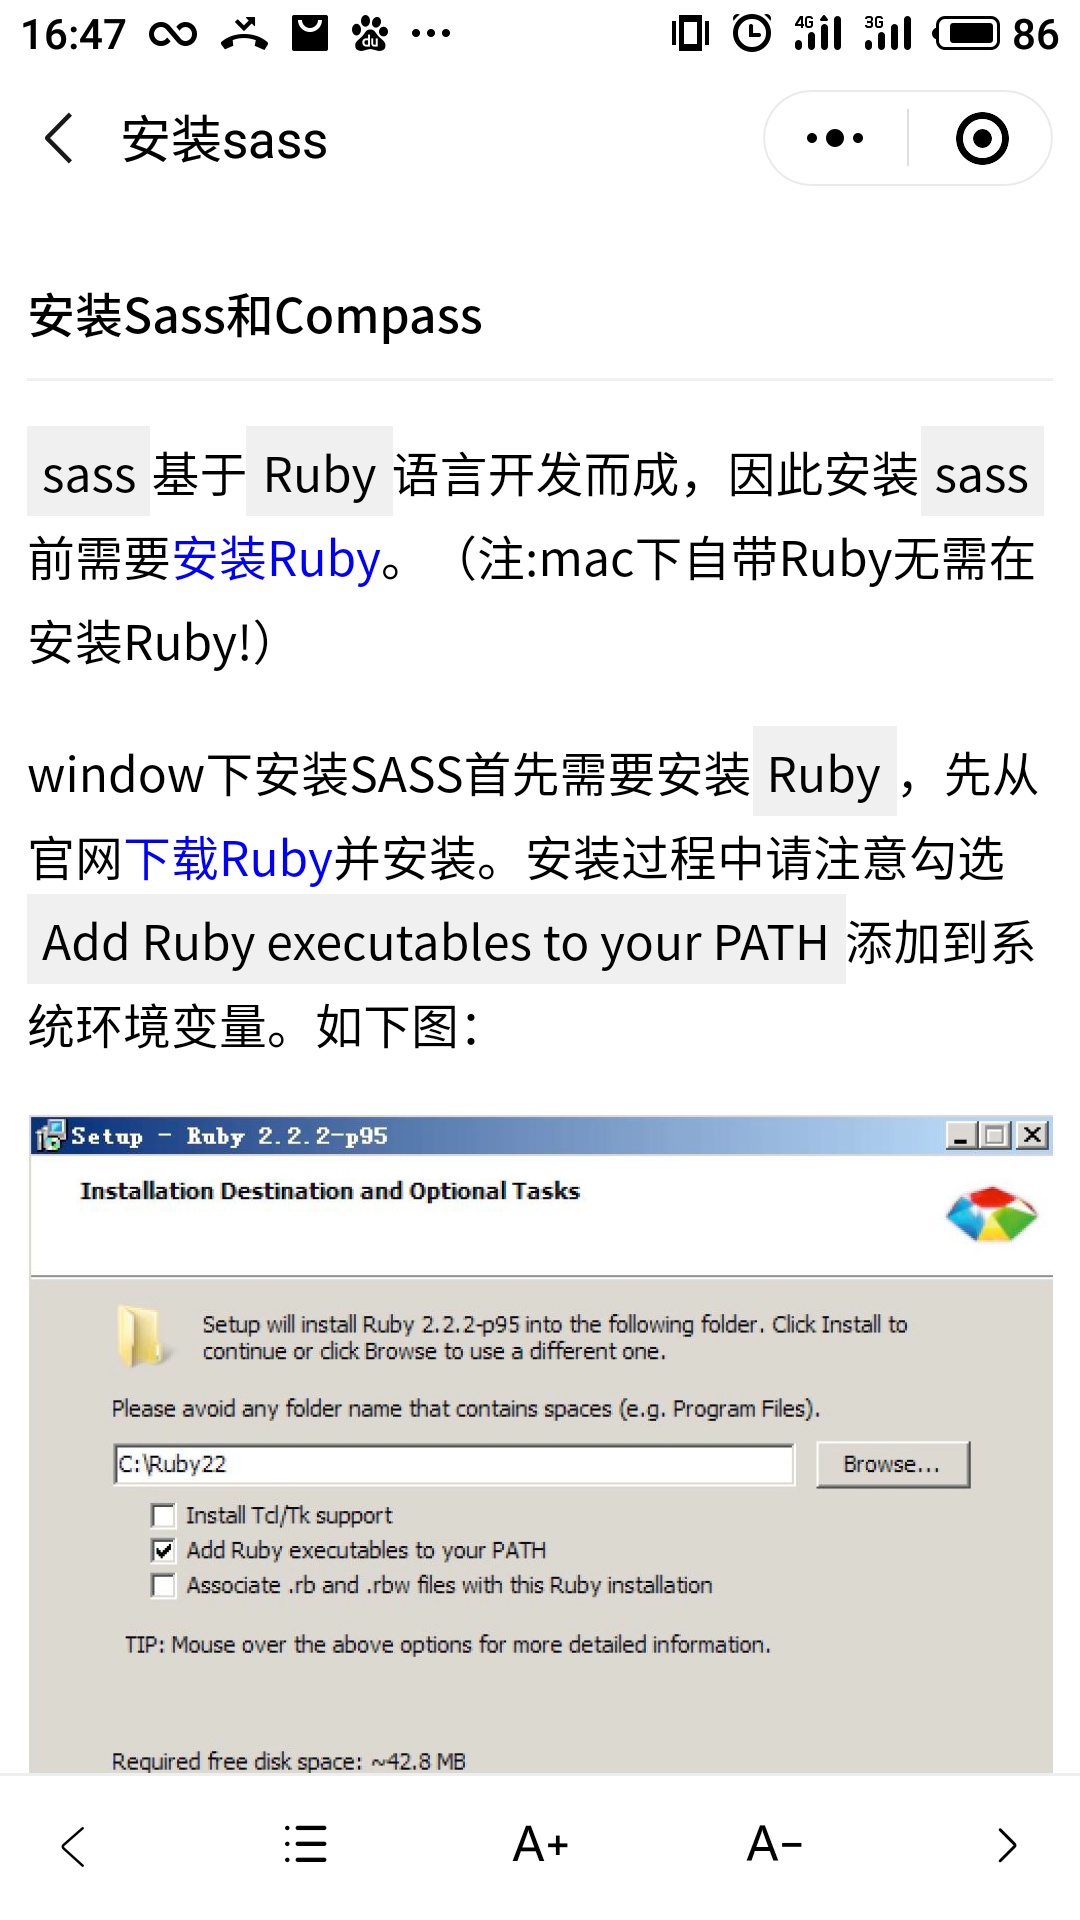 16:47
du
4G
3G
86
安装sass
安装Sass和Compass
sass基于 Ruby 语言开发而成，因此安装 sass
前需要安装Ruby。（注:mac下自带Ruby无需在
安装Ruby!）
window下安装SASS首先需要安装 Ruby ，先从
官网下载Ruby并安装。安装过程中请注意勾选
Add Ruby executables to your PATH 添加到系
统环境变量。如下图：
Setup - Ruby 2.2.2-p95
Installation Destination and Optional Tasks
Setup will install Ruby 2.2.2-p95 into the following folder. Click Install to
continue or click Browse to use a different one.
Please avoid any folder name that contains spaces (e.g. Program Files).
C:\Ruby22
Browse...
Install Tcl/Tk support
Add Ruby executables to your PATH
Associate .rb and .rbw files with this Ruby installation
TIP: Mouse over the above options for more detailed information.
Required free disk space: ~42.8 MB
A+
A-